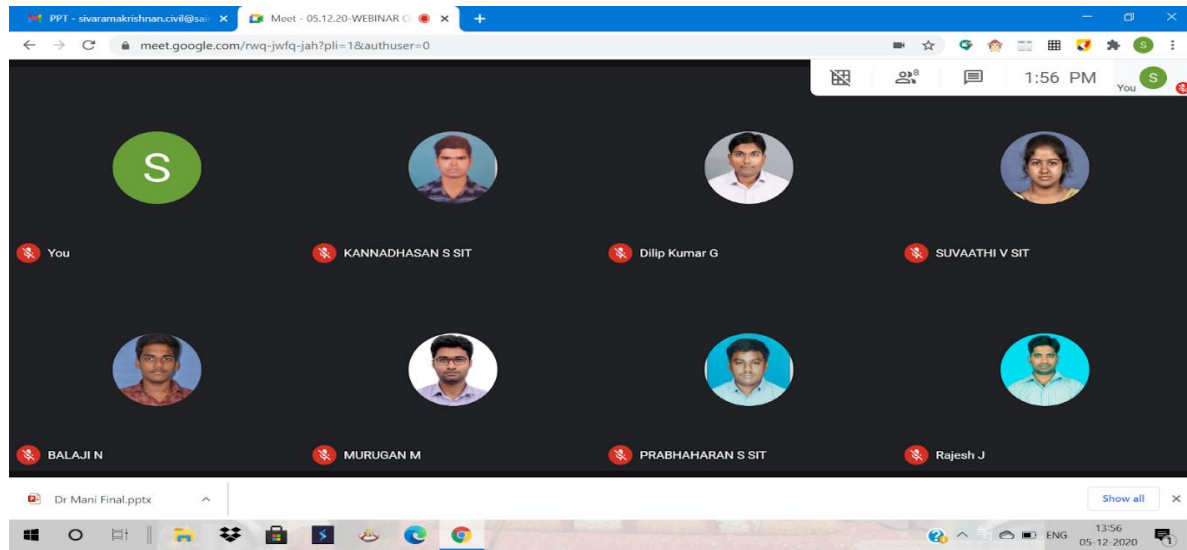 PPT - sivaramakrishnan.civil@sai
Meet - 05.12.20-WEBINAR O
meet.google.com/rwq-jwfq-jah?pli=1&authuser=0
S
8
1:56 PM
You
S
S
You
KANNADHASAN S SIT
Dilip Kumar G
SUVAATHI V SIT
BALAJI N
MURUGAN M
PRABHAHARAN S SIT
Rajesh J
Dr Mani Final.pptx
Show all
ENG
13:56
05-12-2020
1